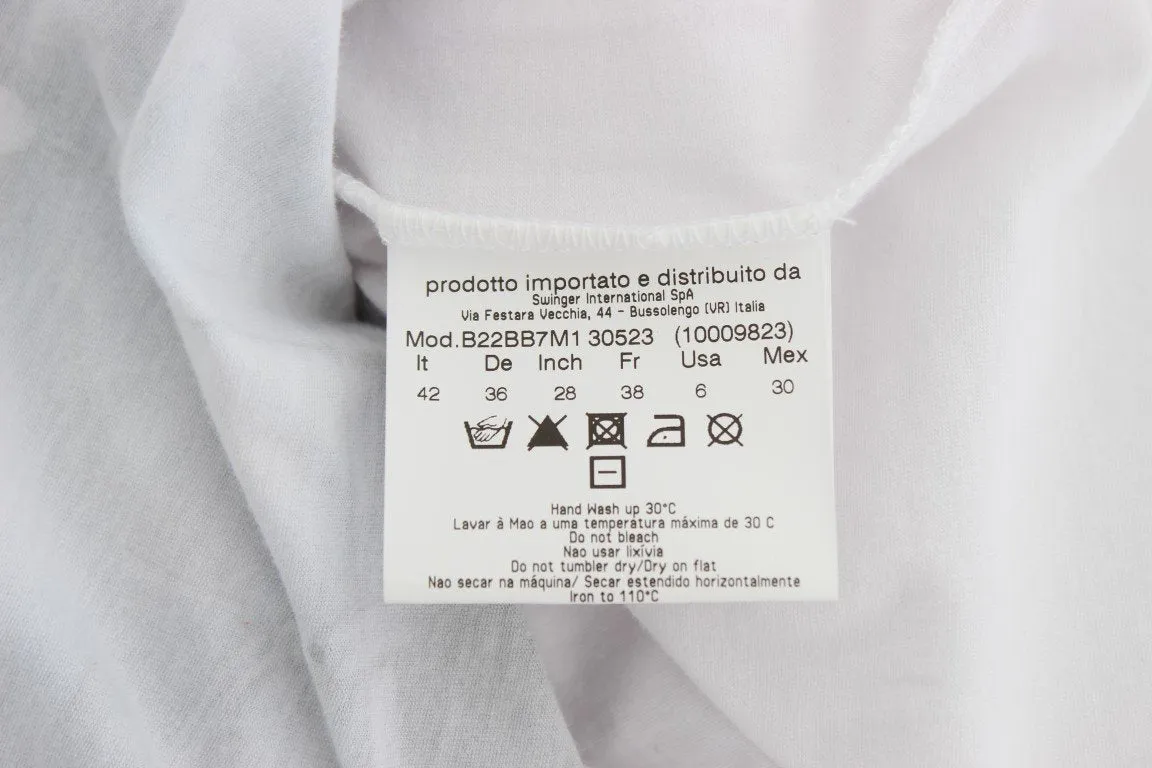 prodotto importato e distribuito da
Swinger International SpA
Via Festara Vecchia, 44 - Bussolengo (VR) Italia
Mod.B22BB7M1 30523 (10009823)
It De Inch Fr Usa Mex
42 36 28 38 6 30
Hand Wash up 30°C
Lavar à Mao a uma temperatura máxima de 30 C
Do not bleach
Nao usar lixívia
Do not tumbler dry/Dry on flat
Nao secar na máquina/ Secar estendido horizontalmente
Iron to 110°C